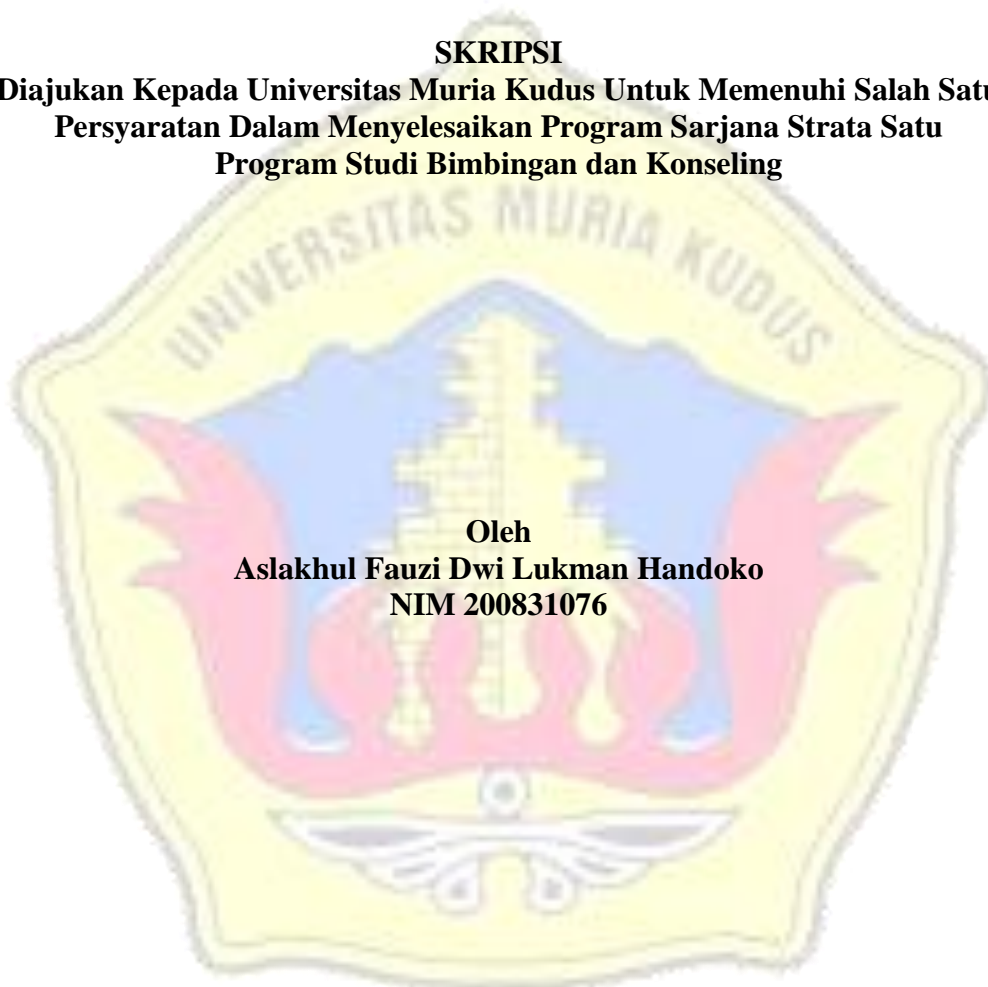 SKRIPSI
Diajukan Kepada Universitas Muria Kudus Untuk Memenuhi Salah Satu
Persyaratan Dalam Menyelesaikan Program Sarjana Strata Satu
Program Studi Bimbingan dan Konseling
UNIVERSITAS MURIA KUDUS
Oleh
Aslakhul Fauzi Dwi Lukman Handoko
NIM 200831076